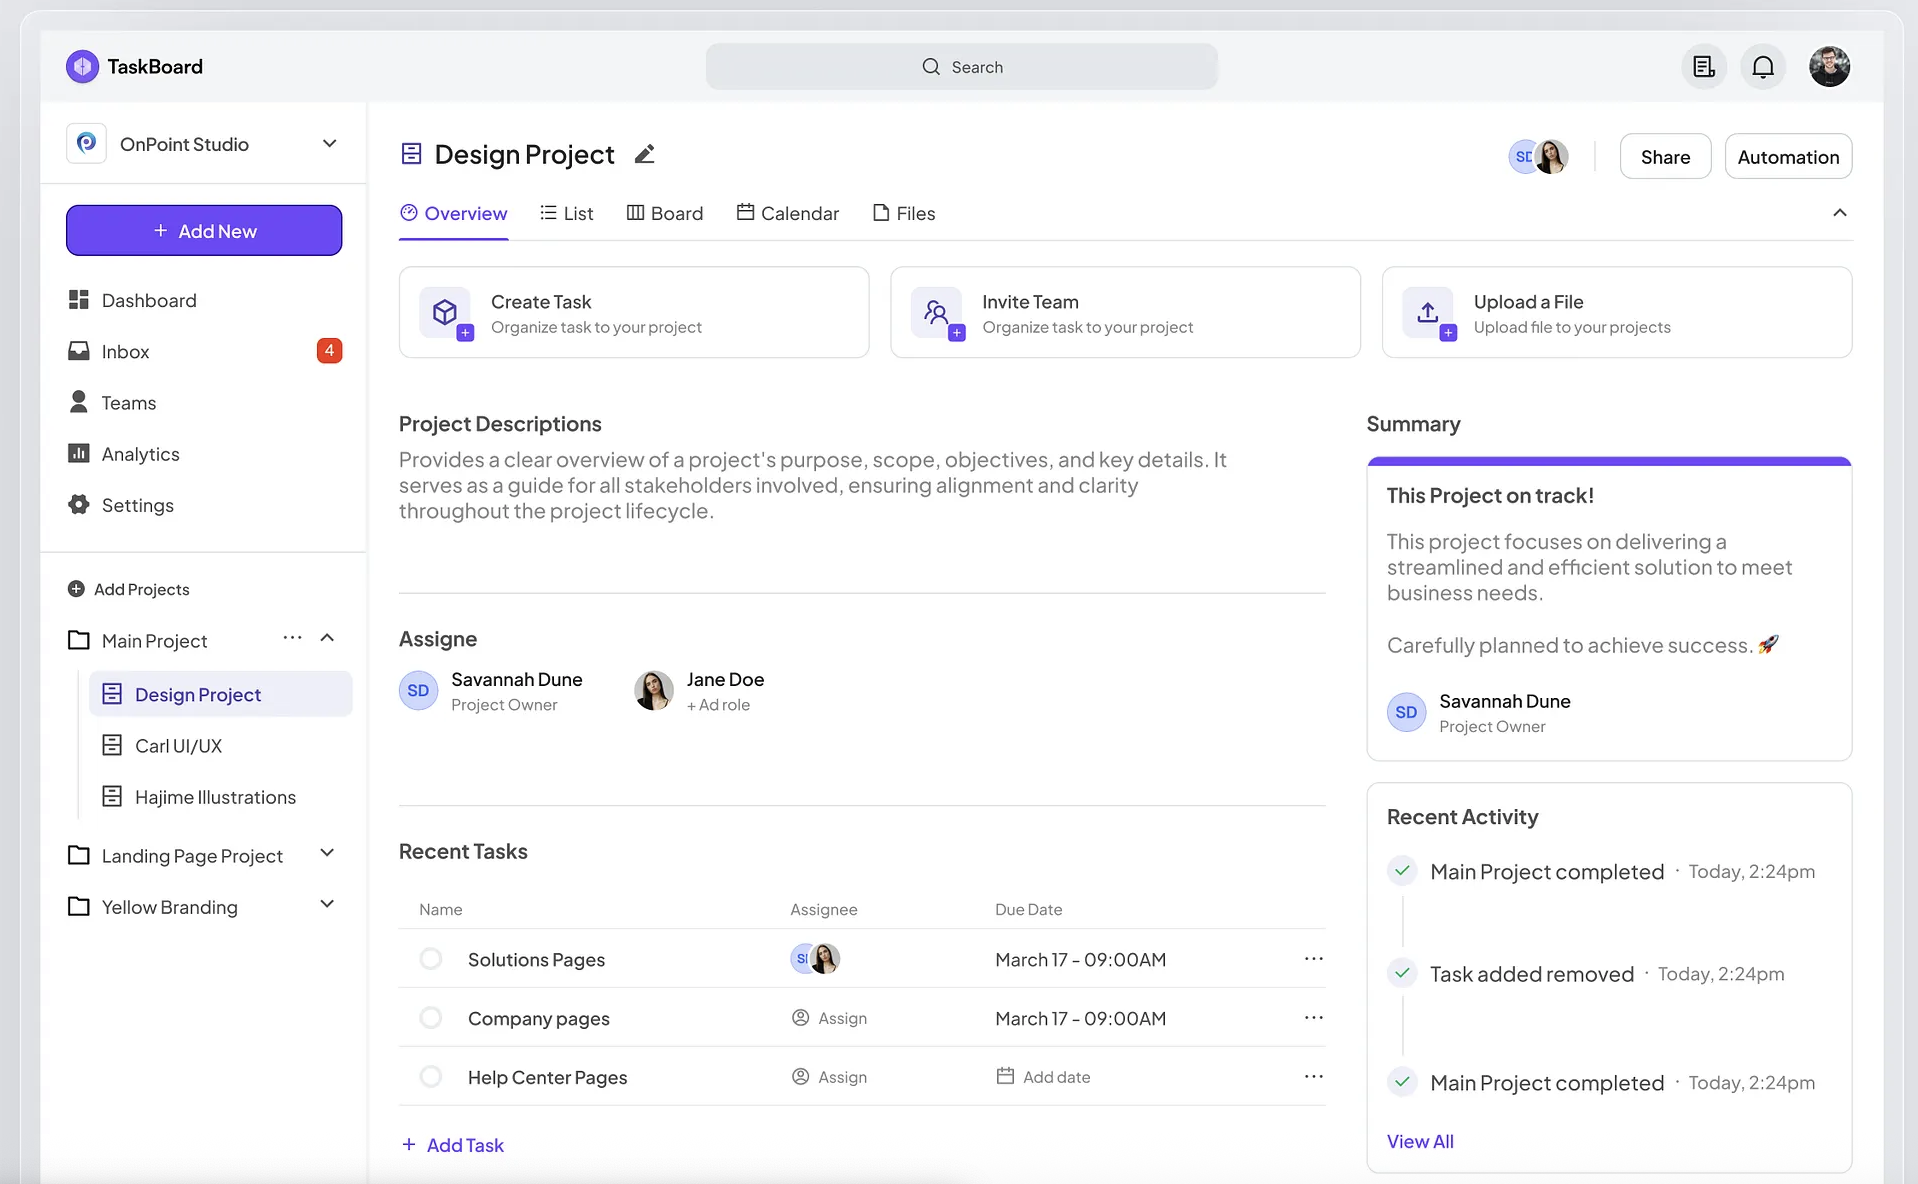 TaskBoard
Search
OnPoint Studio
+ Add New
Dashboard
Inbox
4
Teams
Analytics
Settings
Add Projects
Main Project
Design Project
Carl UI/UX
Hajime Illustrations
Landing Page Project
Yellow Branding
Design Project
SD
Share
Automation
Overview
List
Board
Calendar
Files
Create Task
Organize task to your project
Invite Team
Organize task to your project
Upload a File
Upload file to your projects
Project Descriptions
Provides a clear overview of a project's purpose, scope, objectives, and key details. It
serves as a guide for all stakeholders involved, ensuring alignment and clarity
throughout the project lifecycle.
Assigne
SD
Savannah Dune
Project Owner
Jane Doe
+ Ad role
Recent Tasks
Name Assignee Due Date
Solutions Pages March 17 - 09:00AM
Company pages Assign March 17 - 09:00AM
Help Center Pages Assign Add date
+ Add Task
Summary
This Project on track!
This project focuses on delivering a
streamlined and efficient solution to meet
business needs.
Carefully planned to achieve success. 🚀
SD
Savannah Dune
Project Owner
Recent Activity
Main Project completed · Today, 2:24pm
Task added removed · Today, 2:24pm
Main Project completed · Today, 2:24pm
View All